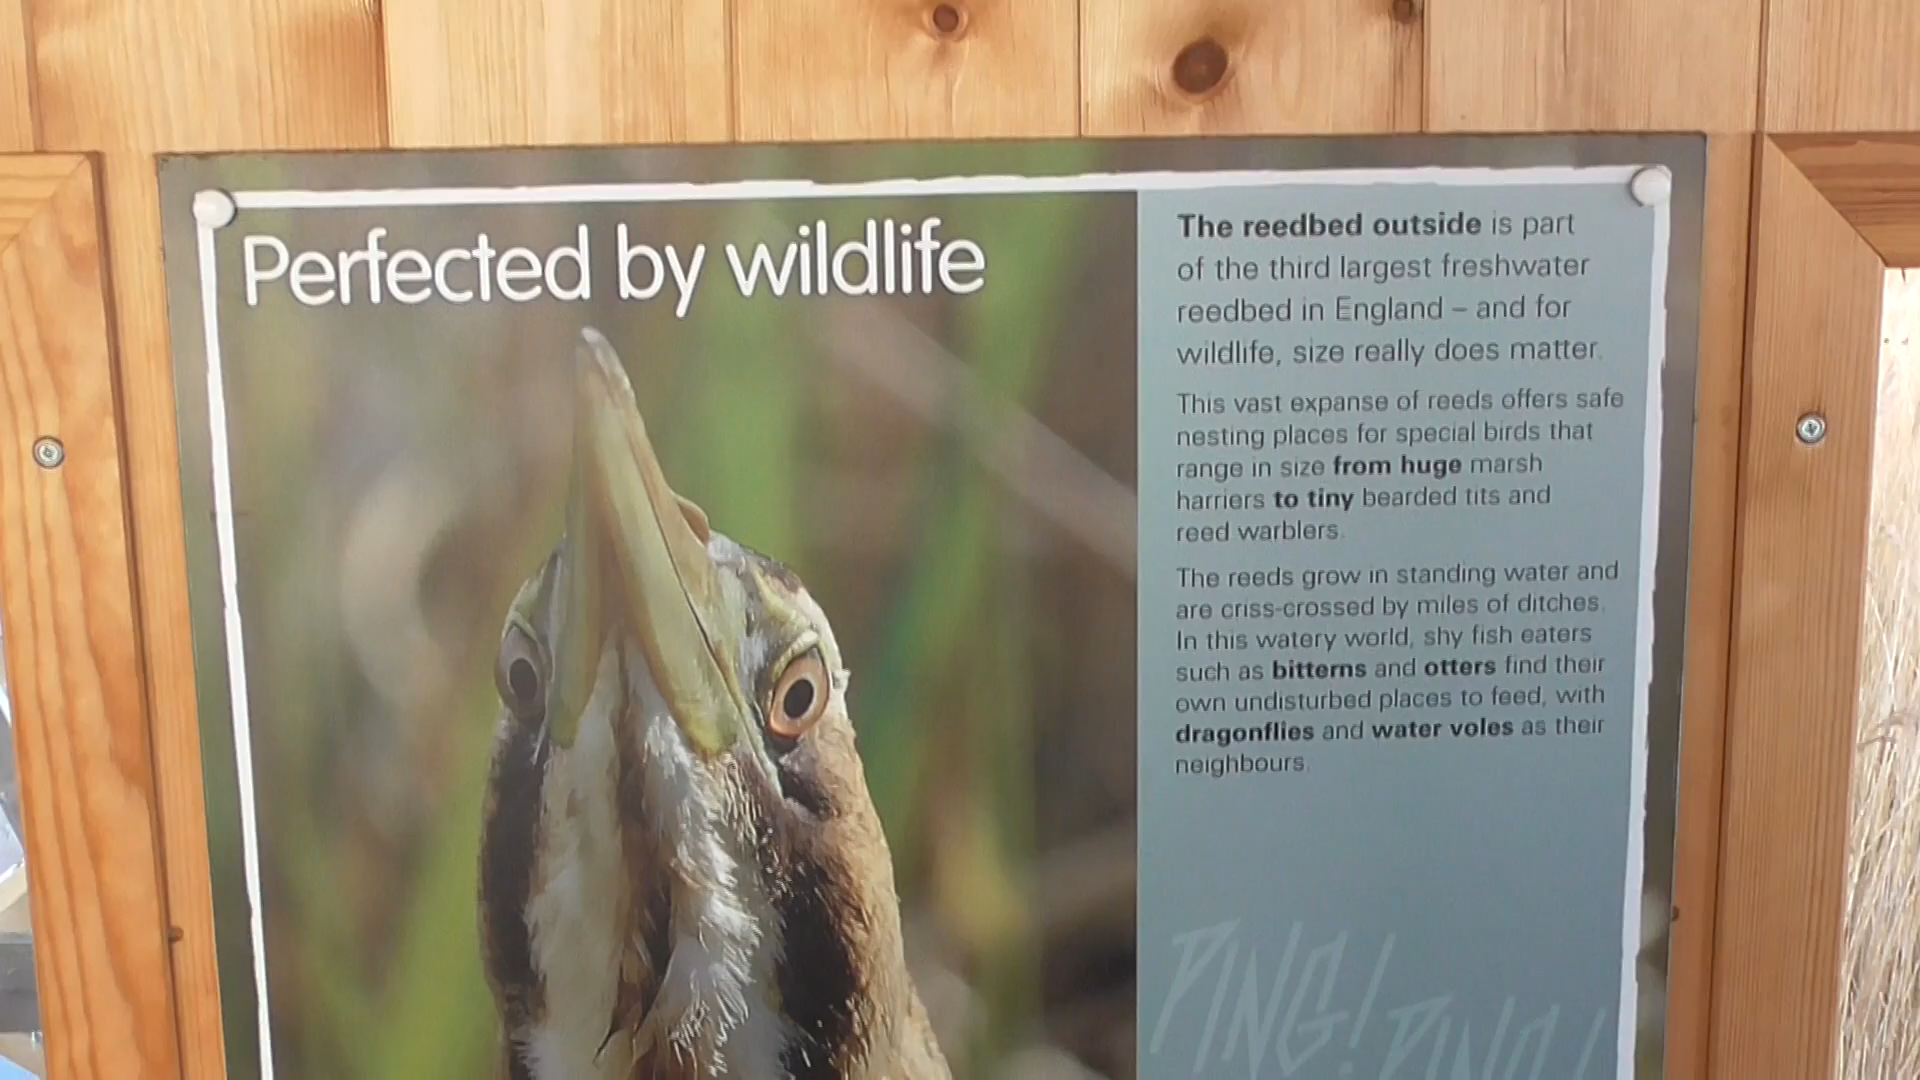 Perfected by wildlife
The reedbed outside is part
of the third largest freshwater
reedbed in England – and for
wildlife, size really does matter.
This vast expanse of reeds offers safe
nesting places for special birds that
range in size from huge marsh
harriers to tiny bearded tits and
reed warblers.
The reeds grow in standing water and
are criss-crossed by miles of ditches.
In this watery world, shy fish eaters
such as bitterns and otters find their
own undisturbed places to feed, with
dragonflies and water voles as their
neighbours.
PING! PING!